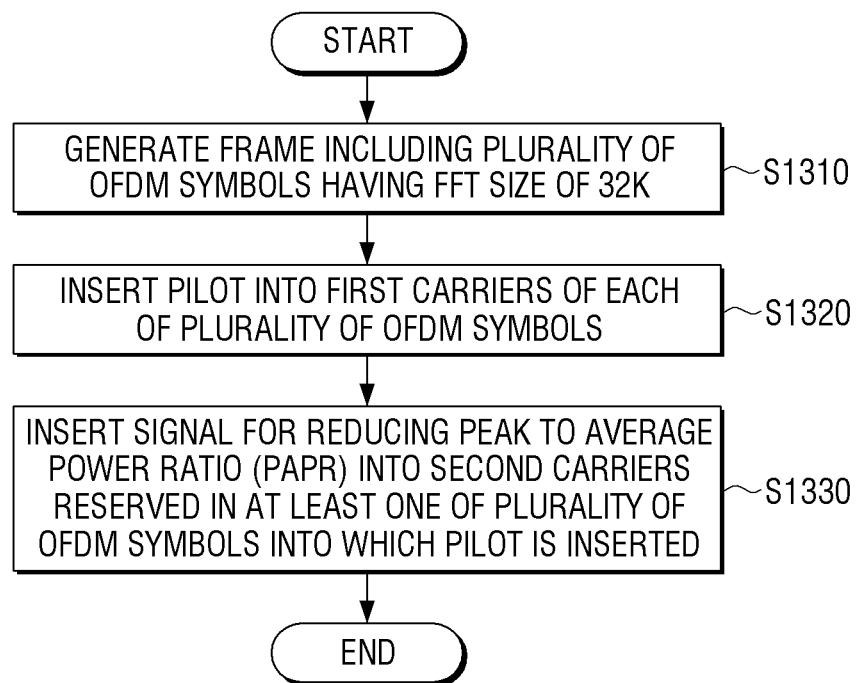 START
GENERATE FRAME INCLUDING PLURALITY OF
OFDM SYMBOLS HAVING FFT SIZE OF 32K
S1310
INSERT PILOT INTO FIRST CARRIERS OF EACH
OF PLURALITY OF OFDM SYMBOLS
S1320
INSERT SIGNAL FOR REDUCING PEAK TO AVERAGE
POWER RATIO (PAPR) INTO SECOND CARRIERS
RESERVED IN AT LEAST ONE OF PLURALITY OF
OFDM SYMBOLS INTO WHICH PILOT IS INSERTED
S1330
END